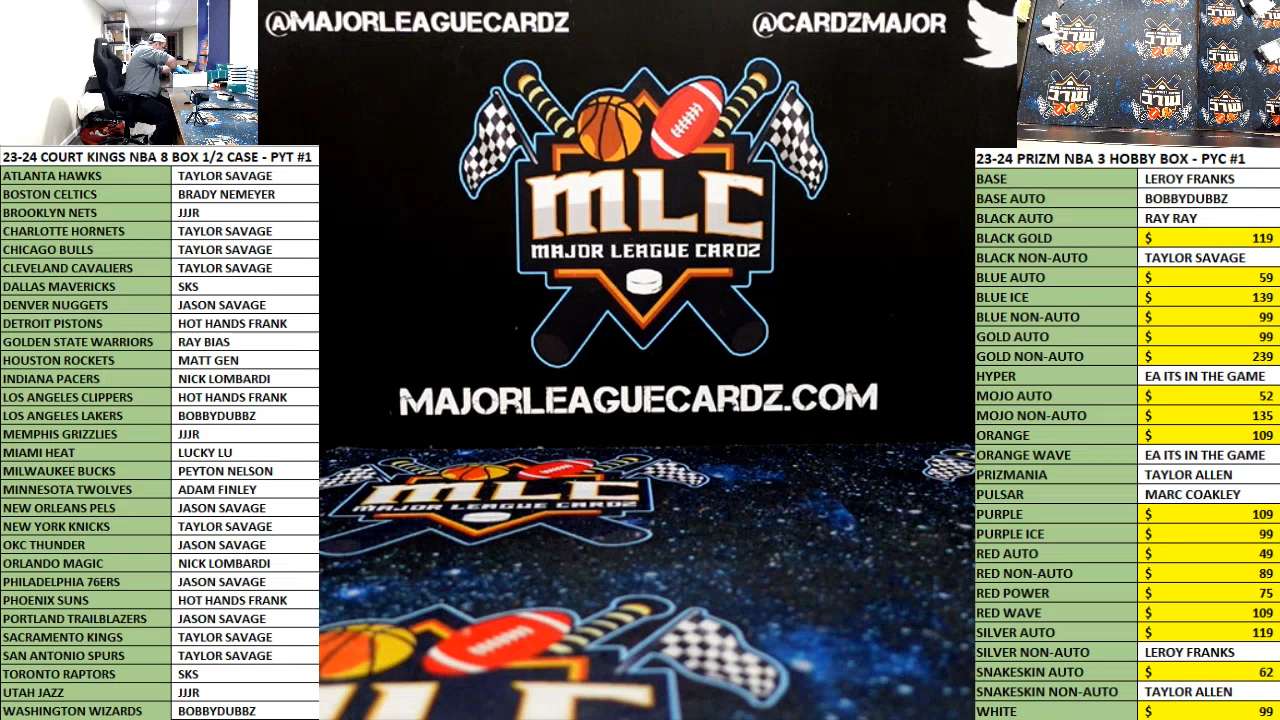 @MAJORLEAGUECARDZ
@CARDZMAJOR
MLC
MAJOR LEAGUE CARDZ
MAJORLEAGUECARDZ.COM
MLC
MAJOR LEAGUE CARDZ
MLC
23-24 COURT KINGS NBA 8 BOX 1/2 CASE - PYT #1
ATLANTA HAWKS TAYLOR SAVAGE
BOSTON CELTICS BRADY NEMEYER
BROOKLYN NETS JJJR
CHARLOTTE HORNETS TAYLOR SAVAGE
CHICAGO BULLS TAYLOR SAVAGE
CLEVELAND CAVALIERS TAYLOR SAVAGE
DALLAS MAVERICKS SKS
DENVER NUGGETS JASON SAVAGE
DETROIT PISTONS HOT HANDS FRANK
GOLDEN STATE WARRIORS RAY BIAS
HOUSTON ROCKETS MATT GEN
INDIANA PACERS NICK LOMBARDI
LOS ANGELES CLIPPERS HOT HANDS FRANK
LOS ANGELES LAKERS BOBBYDUBBZ
MEMPHIS GRIZZLIES JJJR
MIAMI HEAT LUCKY LU
MILWAUKEE BUCKS PEYTON NELSON
MINNESOTA TWOLVES ADAM FINLEY
NEW ORLEANS PELS JASON SAVAGE
NEW YORK KNICKS TAYLOR SAVAGE
OKC THUNDER JASON SAVAGE
ORLANDO MAGIC NICK LOMBARDI
PHILADELPHIA 76ERS JASON SAVAGE
PHOENIX SUNS HOT HANDS FRANK
PORTLAND TRAILBLAZERS JASON SAVAGE
SACRAMENTO KINGS TAYLOR SAVAGE
SAN ANTONIO SPURS TAYLOR SAVAGE
TORONTO RAPTORS SKS
UTAH JAZZ JJJR
WASHINGTON WIZARDS BOBBYDUBBZ
23-24 PRIZM NBA 3 HOBBY BOX - PYC #1
BASE LEROY FRANKS
BASE AUTO BOBBYDUBBZ
BLACK AUTO RAY RAY
BLACK GOLD $ 119
BLACK NON-AUTO TAYLOR SAVAGE
BLUE AUTO $ 59
BLUE ICE $ 139
BLUE NON-AUTO $ 99
GOLD AUTO $ 99
GOLD NON-AUTO $ 239
HYPER EA ITS IN THE GAME
MOJO AUTO $ 52
MOJO NON-AUTO $ 135
ORANGE $ 109
ORANGE WAVE EA ITS IN THE GAME
PRIZMANIA TAYLOR ALLEN
PULSAR MARC COAKLEY
PURPLE $ 109
PURPLE ICE $ 99
RED AUTO $ 49
RED NON-AUTO $ 89
RED POWER $ 75
RED WAVE $ 109
SILVER AUTO $ 119
SILVER NON-AUTO LEROY FRANKS
SNAKESKIN AUTO $ 62
SNAKESKIN NON-AUTO TAYLOR ALLEN
WHITE $ 99